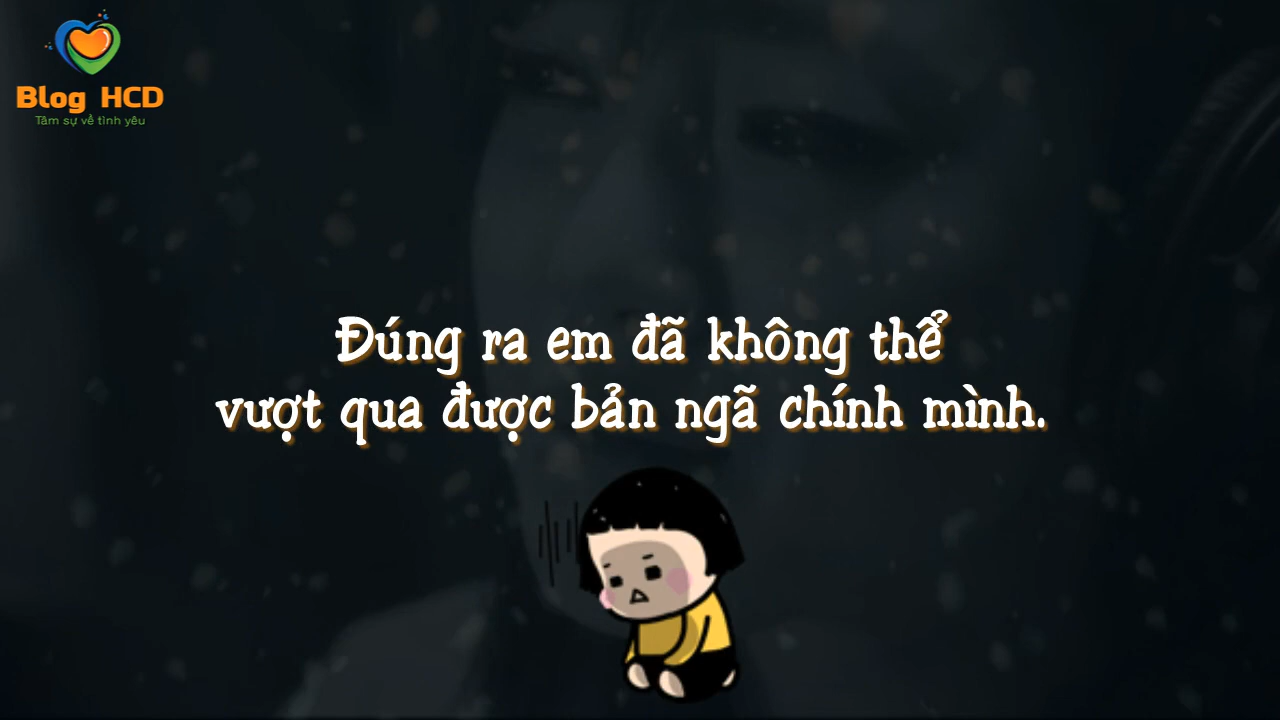 Blog HCD
Tâm sự về tình yêu
Đúng ra em đã không thể
vượt qua được bản ngã chính mình.